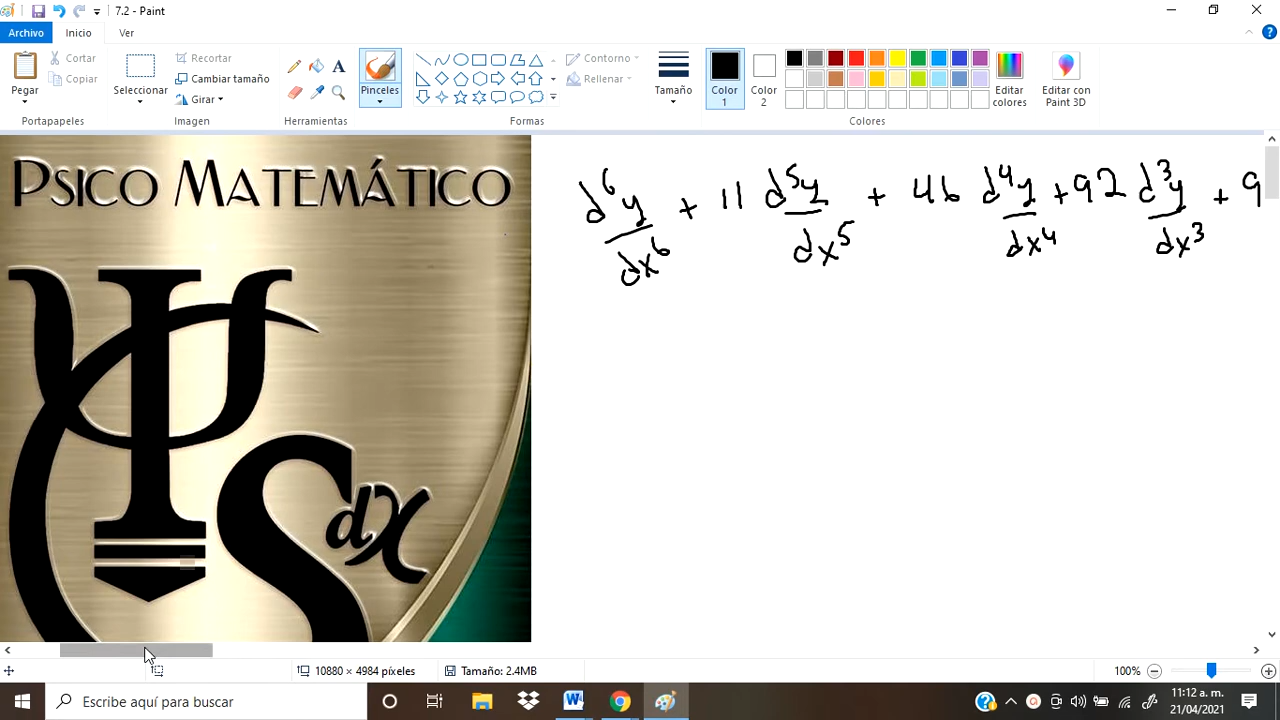 7.2 - Paint
Archivo Inicio Ver
Pegar
Cortar
Copiar
Portapapeles
Seleccionar
Recortar
Cambiar tamaño
Girar
Imagen
A
Herramientas
Pinceles
Contorno
Rellenar
Formas
Tamaño
Color 1
Color 2
Editar colores
Editar con Paint 3D
Colores
PSICO MATEMÁTICO
Ψ
S dx
d⁶y/dx⁶ + 11 d⁵y/dx⁵ + 46 d⁴y/dx⁴ + 92 d³y/dx³ + 9
10880 × 4984 píxeles
Tamaño: 2.4MB
100%
Escribe aquí para buscar
11:12 a. m.
21/04/2021